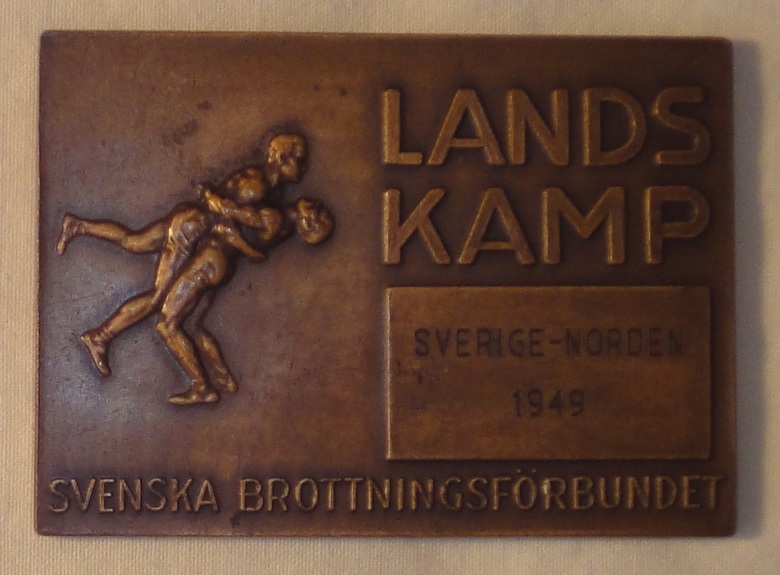 LANDS
KAMP
SVERIGE-NORDEN
1949
SVENSKA BROTTNINGSFÖRBUNDET